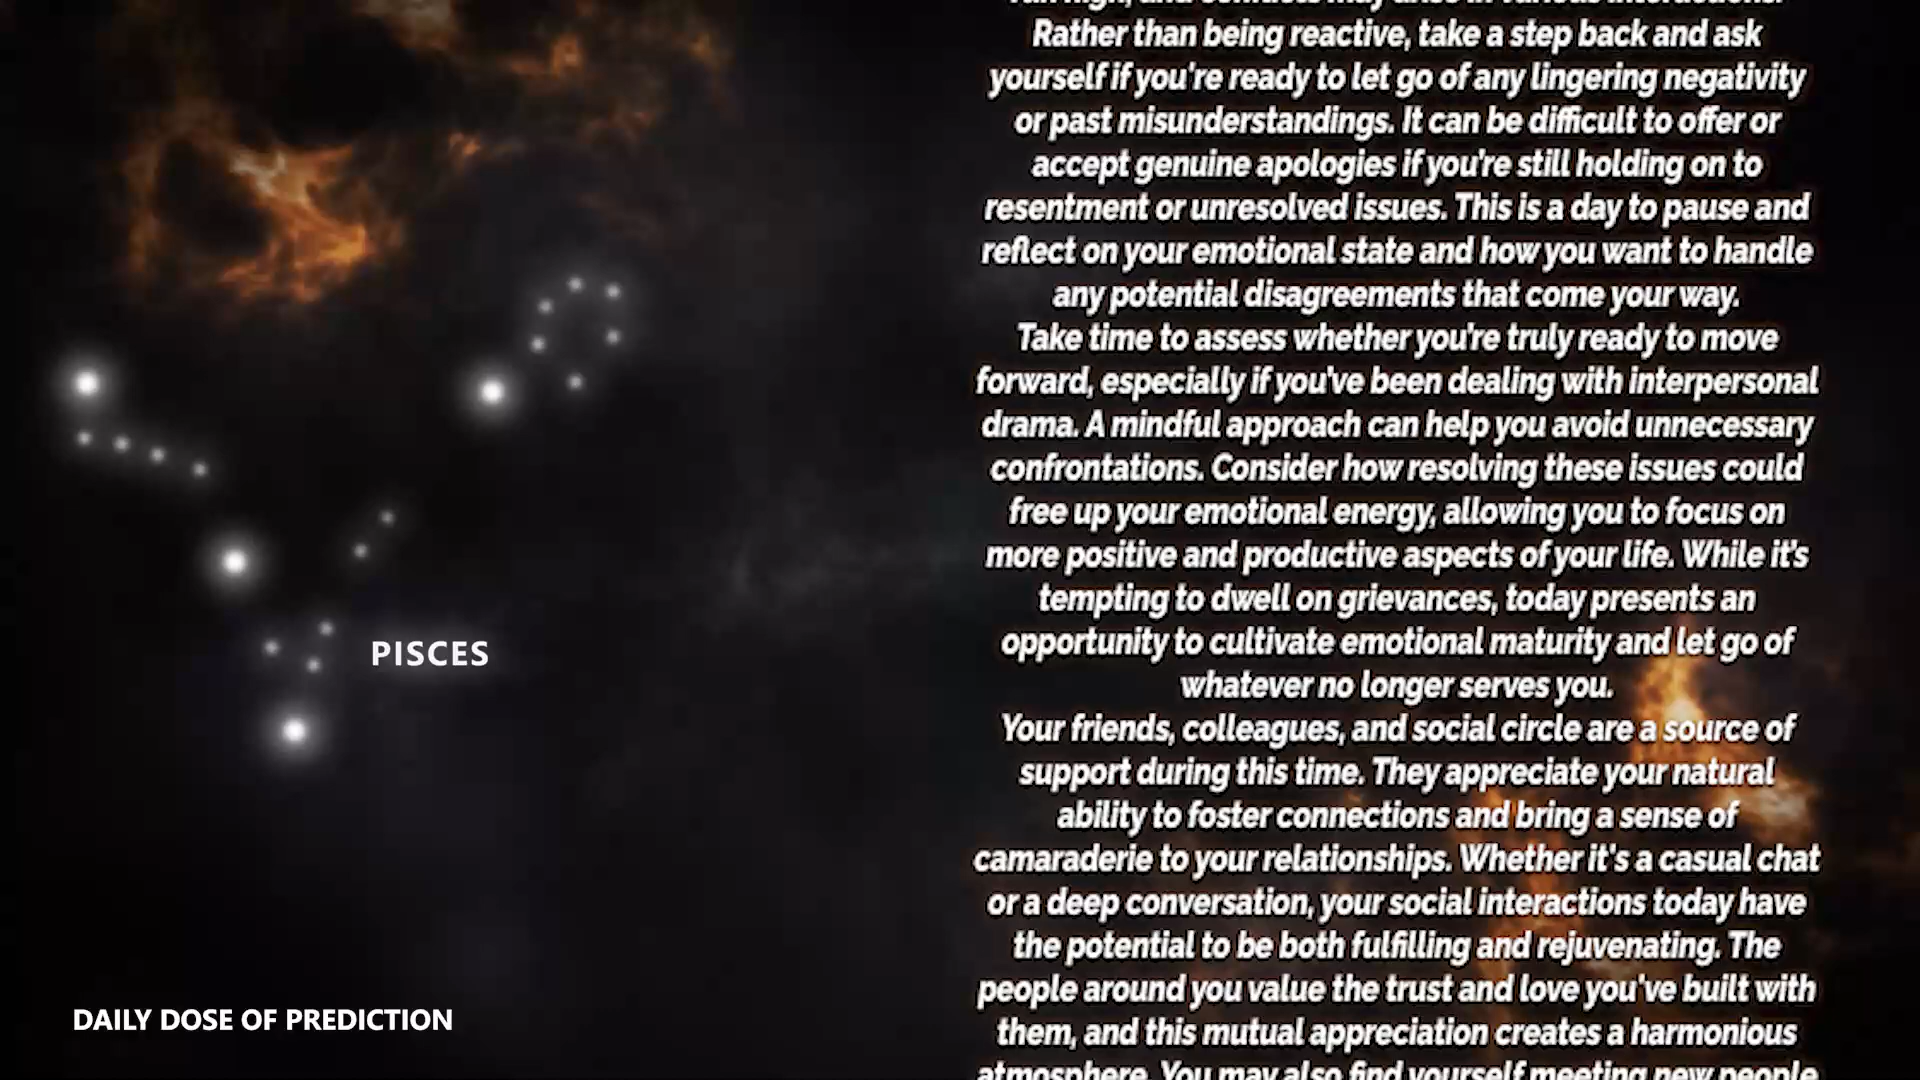 Rather than being reactive, take a step back and ask
yourself if you're ready to let go of any lingering negativity
or past misunderstandings. It can be difficult to offer or
accept genuine apologies if you're still holding on to
resentment or unresolved issues. This is a day to pause and
reflect on your emotional state and how you want to handle
any potential disagreements that come your way.
Take time to assess whether you're truly ready to move
forward, especially if you've been dealing with interpersonal
drama. A mindful approach can help you avoid unnecessary
confrontations. Consider how resolving these issues could
free up your emotional energy, allowing you to focus on
more positive and productive aspects of your life. While it's
tempting to dwell on grievances, today presents an
opportunity to cultivate emotional maturity and let go of
whatever no longer serves you.
Your friends, colleagues, and social circle are a source of
support during this time. They appreciate your natural
ability to foster connections and bring a sense of
camaraderie to your relationships. Whether it's a casual chat
or a deep conversation, your social interactions today have
the potential to be both fulfilling and rejuvenating. The
people around you value the trust and love you've built with
them, and this mutual appreciation creates a harmonious
atmosphere. You may also find yourself meeting new people
PISCES
DAILY DOSE OF PREDICTION